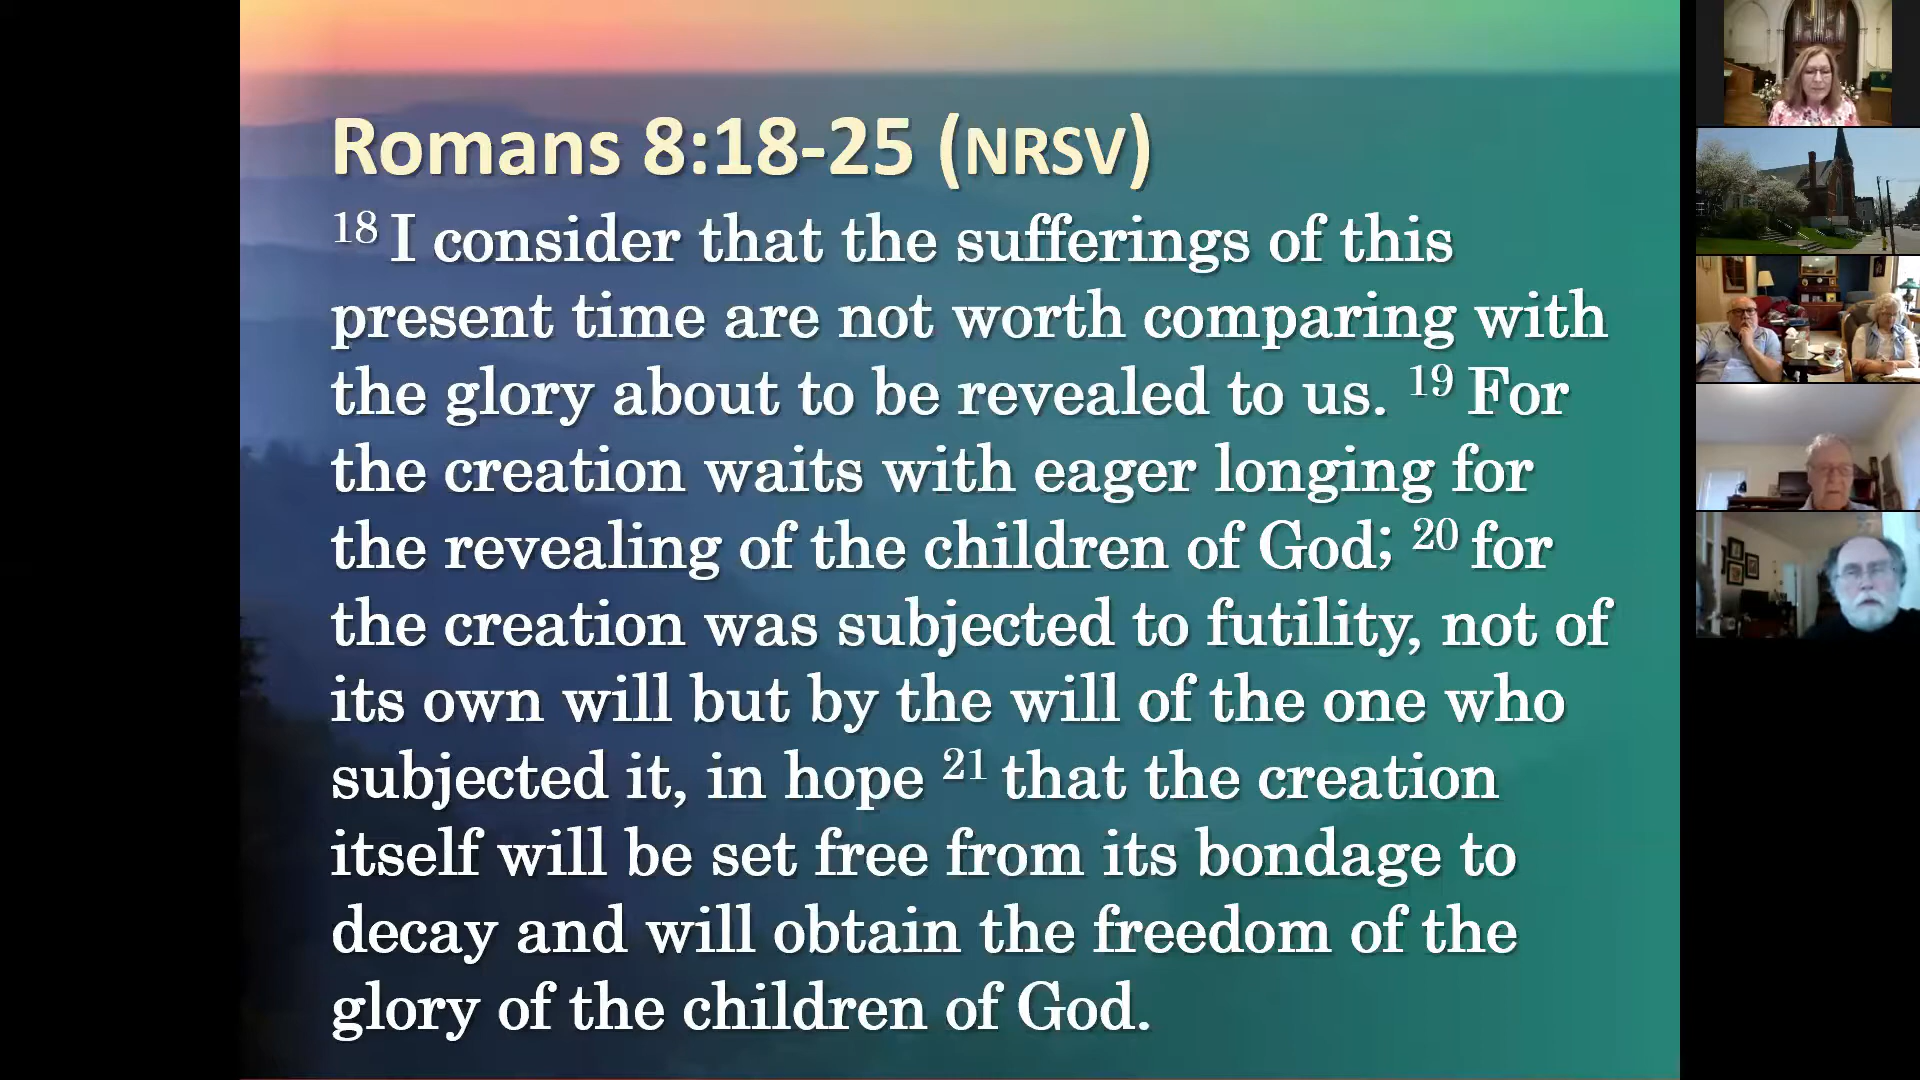 Romans 8:18-25 (NRSV)
18 I consider that the sufferings of this
present time are not worth comparing with
the glory about to be revealed to us. 19 For
the creation waits with eager longing for
the revealing of the children of God; 20 for
the creation was subjected to futility, not of
its own will but by the will of the one who
subjected it, in hope 21 that the creation
itself will be set free from its bondage to
decay and will obtain the freedom of the
glory of the children of God.